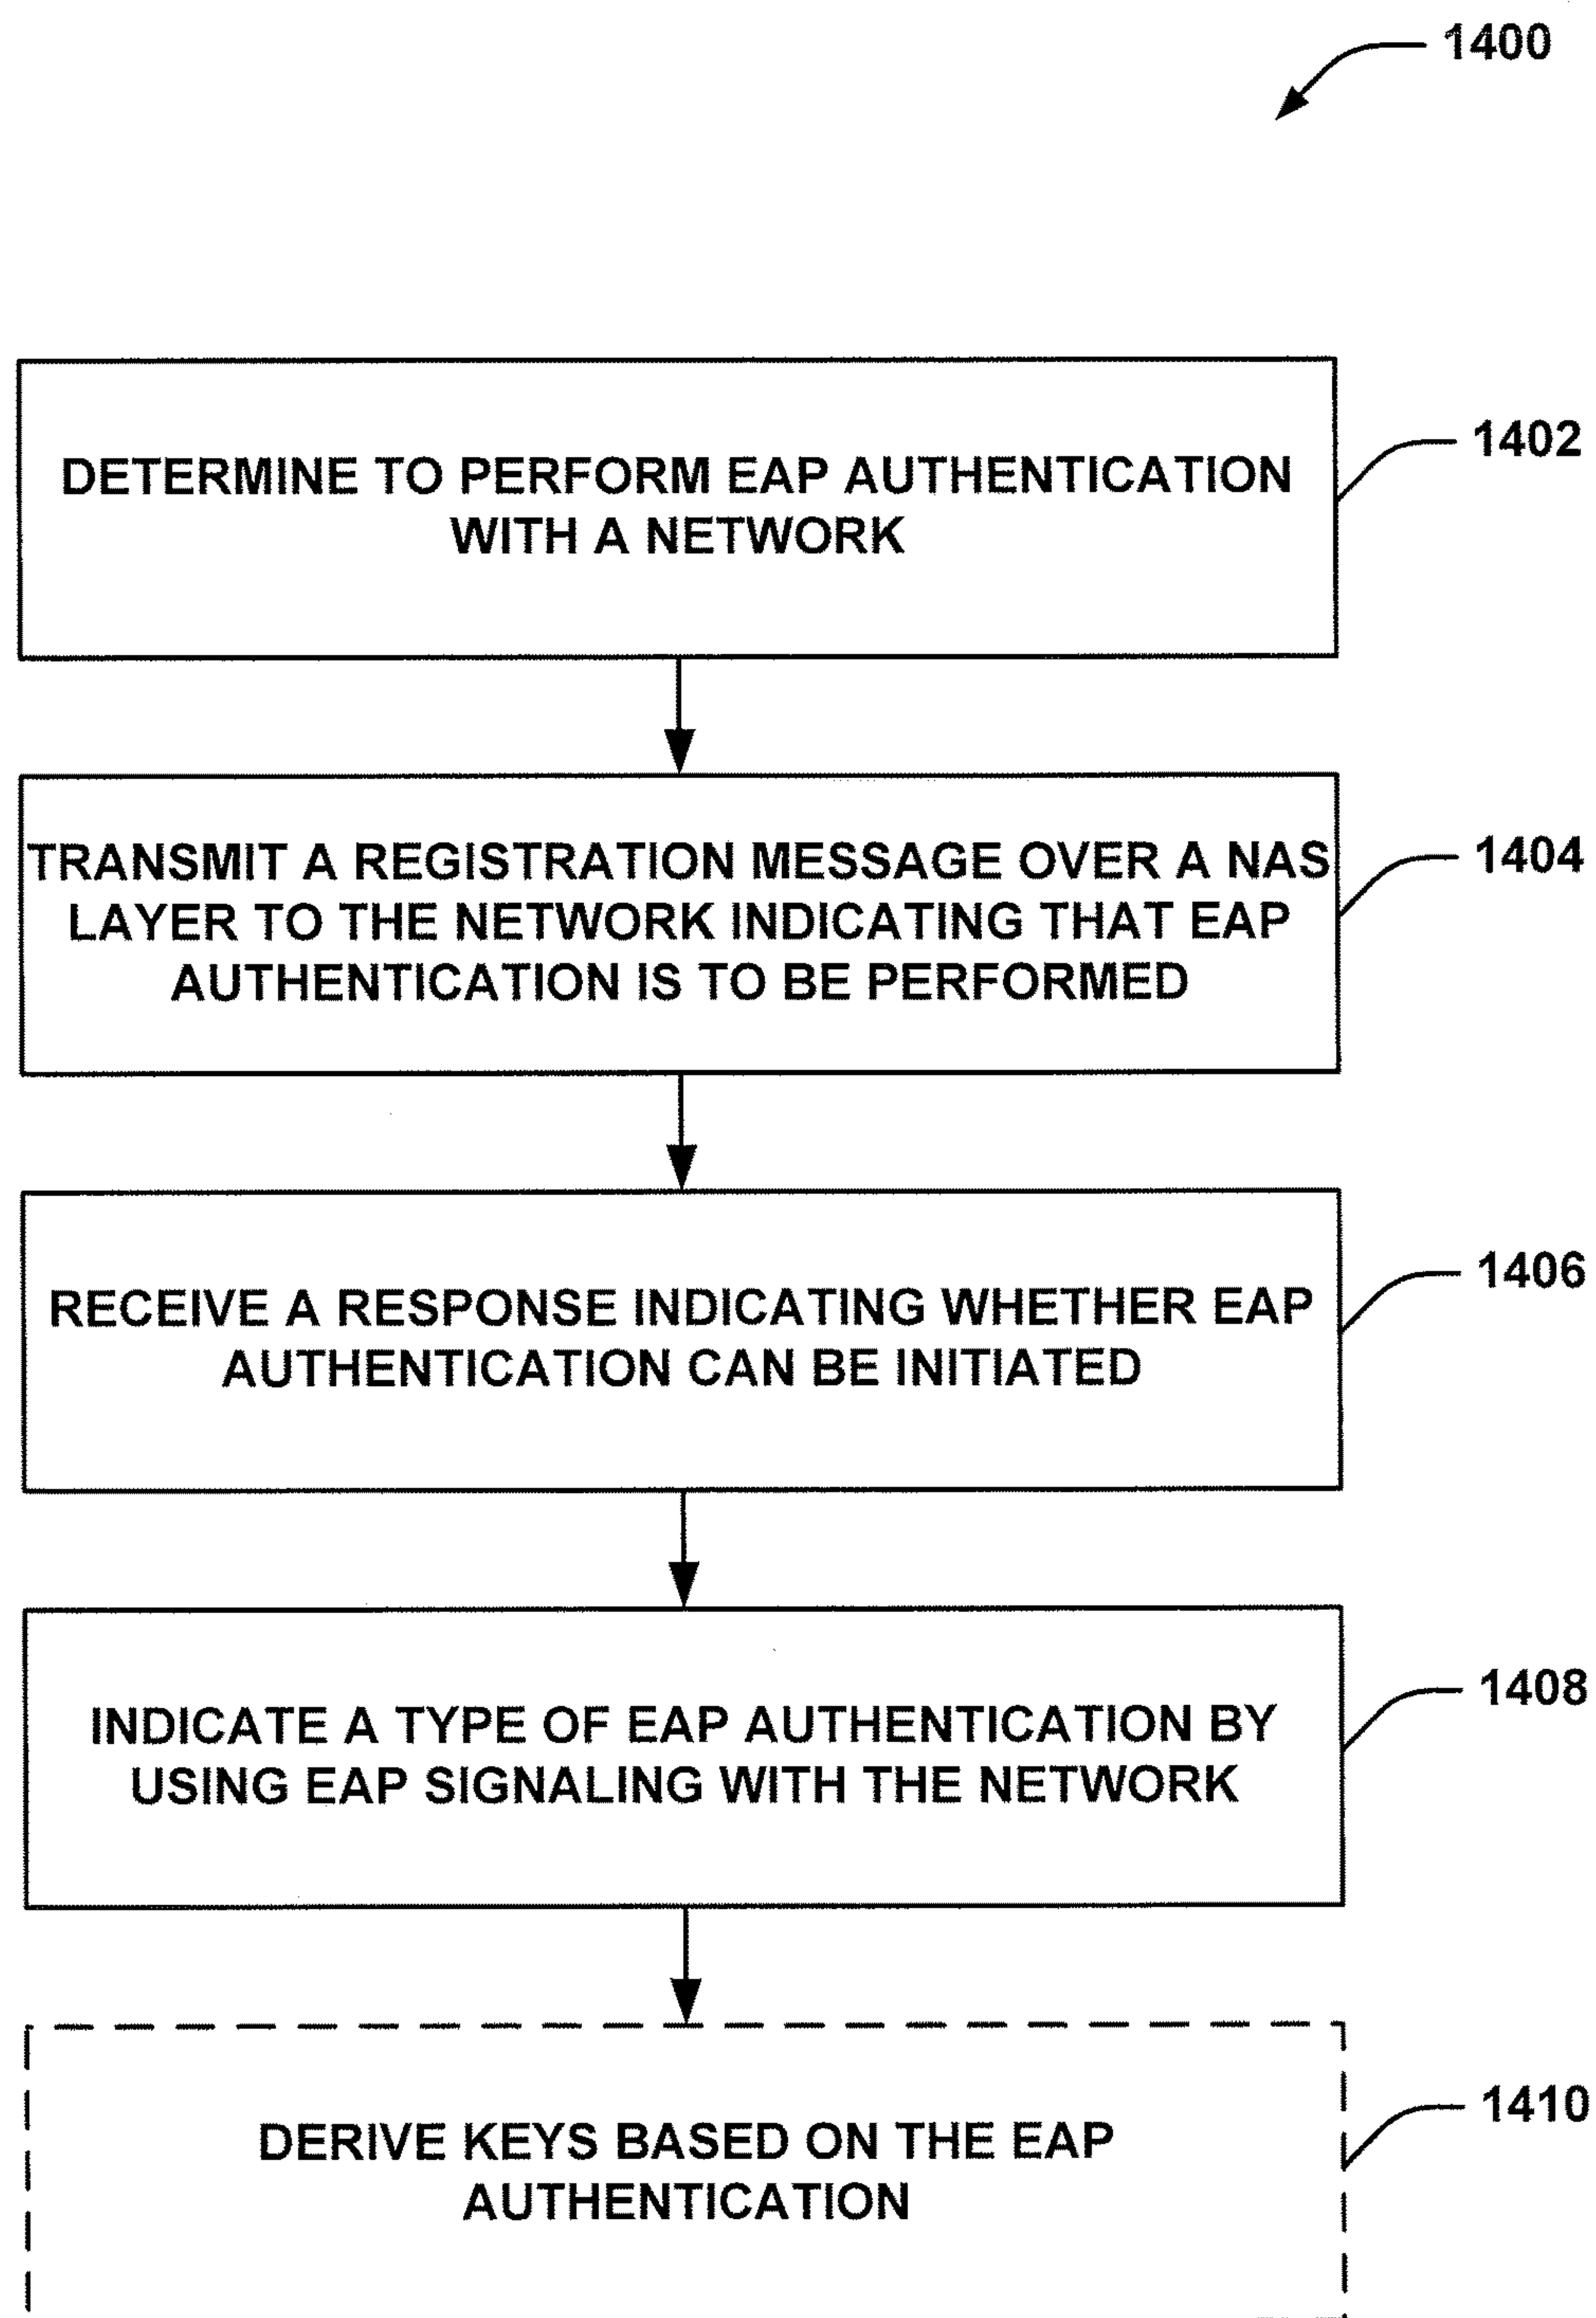 1400
DETERMINE TO PERFORM EAP AUTHENTICATION
WITH A NETWORK
1402
TRANSMIT A REGISTRATION MESSAGE OVER A NAS
LAYER TO THE NETWORK INDICATING THAT EAP
AUTHENTICATION IS TO BE PERFORMED
1404
RECEIVE A RESPONSE INDICATING WHETHER EAP
AUTHENTICATION CAN BE INITIATED
1406
INDICATE A TYPE OF EAP AUTHENTICATION BY
USING EAP SIGNALING WITH THE NETWORK
1408
DERIVE KEYS BASED ON THE EAP
AUTHENTICATION
1410